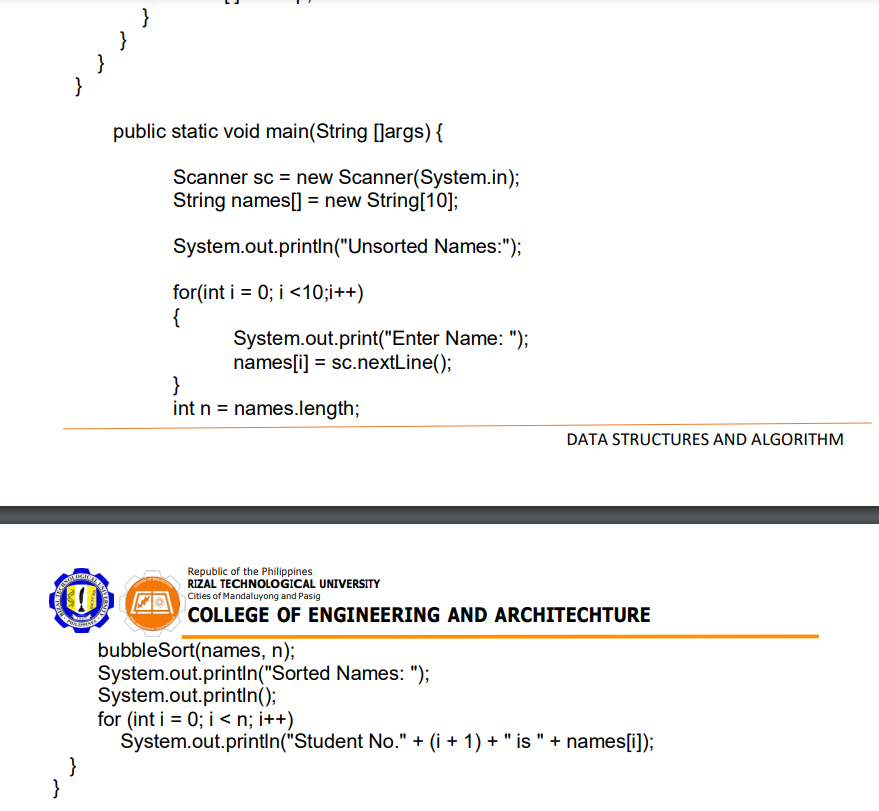 }
}
}
}
public static void main(String []args) {
Scanner sc = new Scanner(System.in);
String names[] = new String[10];
System.out.println("Unsorted Names:");
for(int i = 0; i <10;i++)
{
System.out.print("Enter Name: ");
names[i] = sc.nextLine();
}
int n = names.length;
DATA STRUCTURES AND ALGORITHM
Republic of the Philippines
RIZAL TECHNOLOGICAL UNIVERSITY
Cities of Mandaluyong and Pasig
COLLEGE OF ENGINEERING AND ARCHITECHTURE
bubbleSort(names, n);
System.out.println("Sorted Names: ");
System.out.println();
for (int i = 0; i < n; i++)
System.out.println("Student No." + (i + 1) + " is " + names[i]);
}
}